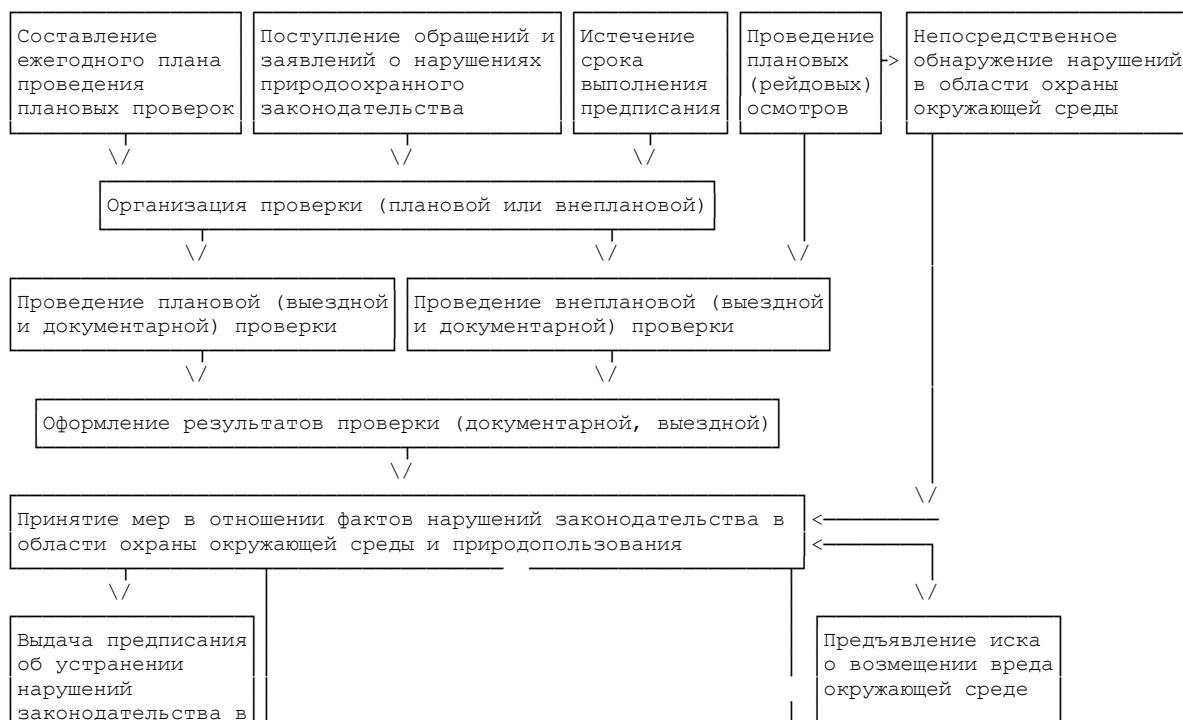 Составление
ежегодного плана
проведения
плановых проверок
Поступление обращений и
заявлений о нарушениях
природоохранного
законодательства
Истечение
срока
выполнения
предписания
Проведение
плановых
(рейдовых)
осмотров
Непосредственное
обнаружение нарушений
в области охраны
окружающей среды
Организация проверки (плановой или внеплановой)
Проведение плановой (выездной
и документарной) проверки
Проведение внеплановой (выездной
и документарной) проверки
Оформление результатов проверки (документарной, выездной)
Принятие мер в отношении фактов нарушений законодательства в
области охраны окружающей среды и природопользования
Выдача предписания
об устранении
нарушений
законодательства в
Предъявление иска
о возмещении вреда
окружающей среде